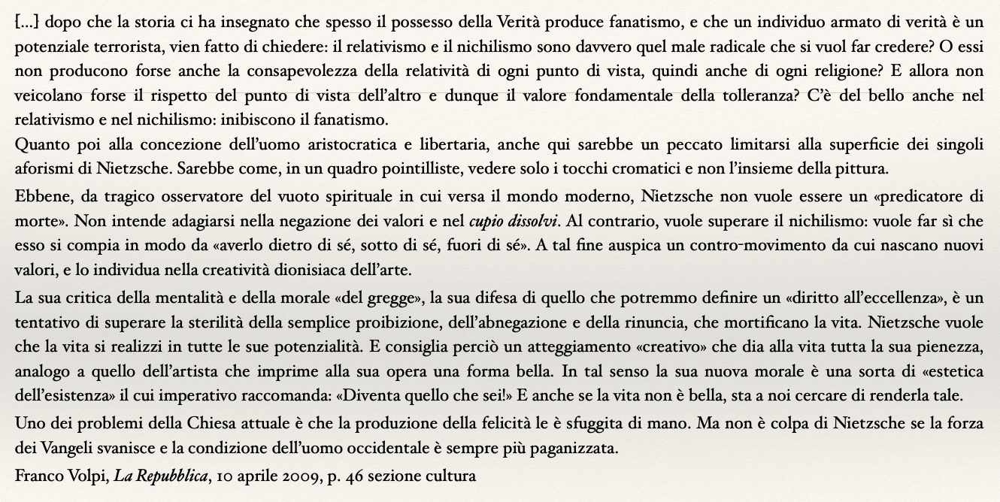 [...] dopo che la storia ci ha insegnato che spesso il possesso della Verità produce fanatismo, e che un individuo armato di verità è un
potenziale terrorista, vien fatto di chiedere: il relativismo e il nichilismo sono davvero quel male radicale che si vuol far credere? O essi
non producono forse anche la consapevolezza della relatività di ogni punto di vista, quindi anche di ogni religione? E allora non
veicolano forse il rispetto del punto di vista dell’altro e dunque il valore fondamentale della tolleranza? C’è del bello anche nel
relativismo e nel nichilismo: inibiscono il fanatismo.
Quanto poi alla concezione dell’uomo aristocratica e libertaria, anche qui sarebbe un peccato limitarsi alla superficie dei singoli
aforismi di Nietzsche. Sarebbe come, in un quadro pointilliste, vedere solo i tocchi cromatici e non l’insieme della pittura.
Ebbene, da tragico osservatore del vuoto spirituale in cui versa il mondo moderno, Nietzsche non vuole essere un «predicatore di
morte». Non intende adagiarsi nella negazione dei valori e nel cupio dissolvi. Al contrario, vuole superare il nichilismo: vuole far sì che
esso si compia in modo da «averlo dietro di sé, sotto di sé, fuori di sé». A tal fine auspica un contro-movimento da cui nascano nuovi
valori, e lo individua nella creatività dionisiaca dell’arte.
La sua critica della mentalità e della morale «del gregge», la sua difesa di quello che potremmo definire un «diritto all’eccellenza», è un
tentativo di superare la sterilità della semplice proibizione, dell’abnegazione e della rinuncia, che mortificano la vita. Nietzsche vuole
che la vita si realizzi in tutte le sue potenzialità. E consiglia perciò un atteggiamento «creativo» che dia alla vita tutta la sua pienezza,
analogo a quello dell’artista che imprime alla sua opera una forma bella. In tal senso la sua nuova morale è una sorta di «estetica
dell’esistenza» il cui imperativo raccomanda: «Diventa quello che sei!» E anche se la vita non è bella, sta a noi cercare di renderla tale.
Uno dei problemi della Chiesa attuale è che la produzione della felicità le è sfuggita di mano. Ma non è colpa di Nietzsche se la forza
dei Vangeli svanisce e la condizione dell’uomo occidentale è sempre più paganizzata.
Franco Volpi, La Repubblica, 10 aprile 2009, p. 46 sezione cultura